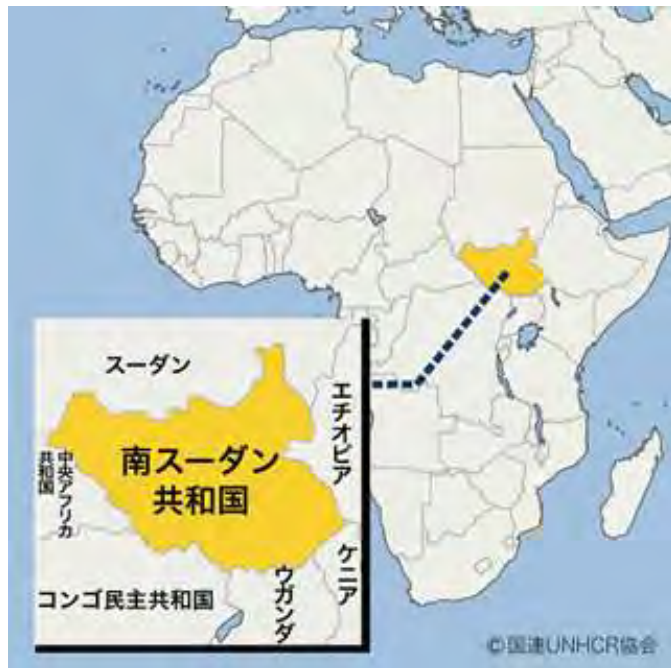 スーダン
エチオピア
南スーダン
共和国
中央アフリカ
共和国
ケニア
ウガンダ
コンゴ民主共和国
©国連UNHCR協会